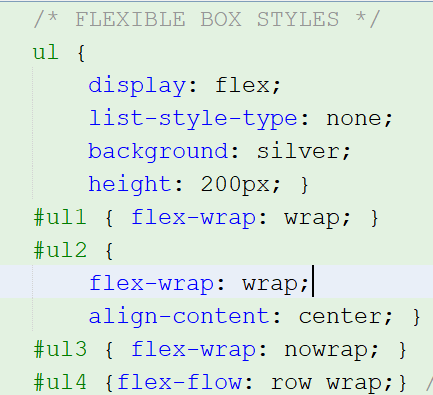 /* FLEXIBLE BOX STYLES */
ul {
    display: flex;
    list-style-type: none;
    background: silver;
    height: 200px; }
#ul1 { flex-wrap: wrap; }
#ul2 {
    flex-wrap: wrap;
    align-content: center; }
#ul3 { flex-wrap: nowrap; }
#ul4 {flex-flow: row wrap;} /